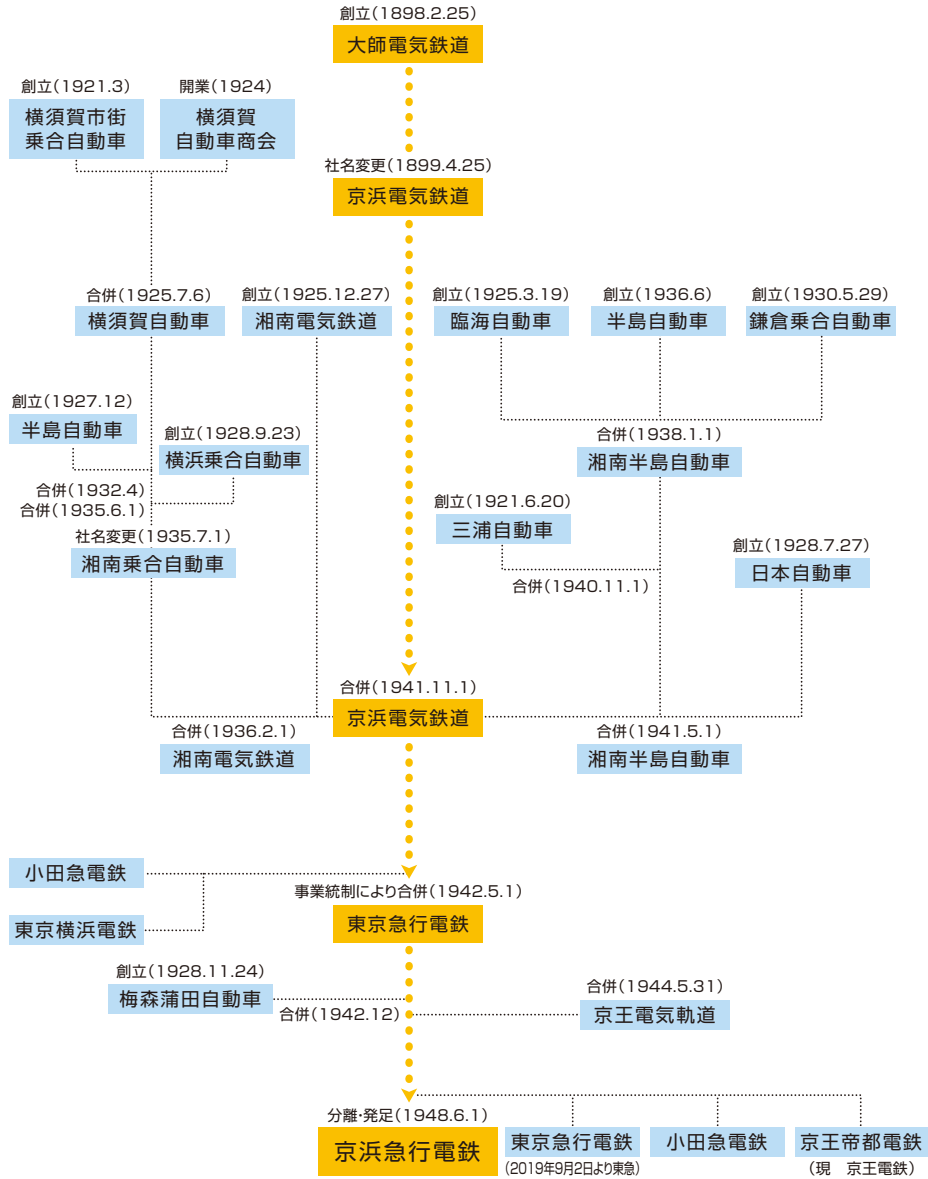 創立(1898.2.25)
大師電気鉄道
創立(1921.3)
横須賀市街
乗合自動車
開業(1924)
横須賀
自動車商会
社名変更(1899.4.25)
京浜電気鉄道
合併(1925.7.6)
横須賀自動車
創立(1925.12.27)
湘南電気鉄道
創立(1925.3.19)
臨海自動車
創立(1936.6)
半島自動車
創立(1930.5.29)
鎌倉乗合自動車
創立(1927.12)
半島自動車
創立(1928.9.23)
横浜乗合自動車
合併(1938.1.1)
湘南半島自動車
合併(1932.4)
合併(1935.6.1)
社名変更(1935.7.1)
湘南乗合自動車
創立(1921.6.20)
三浦自動車
合併(1940.11.1)
創立(1928.7.27)
日本自動車
合併(1941.11.1)
京浜電気鉄道
合併(1936.2.1)
湘南電気鉄道
合併(1941.5.1)
湘南半島自動車
小田急電鉄
東京横浜電鉄
事業統制により合併(1942.5.1)
東京急行電鉄
創立(1928.11.24)
梅森蒲田自動車
合併(1942.12)
合併(1944.5.31)
京王電気軌道
分離・発足(1948.6.1)
京浜急行電鉄
東京急行電鉄
(2019年9月2日より東急)
小田急電鉄
京王帝都電鉄
(現　京王電鉄)